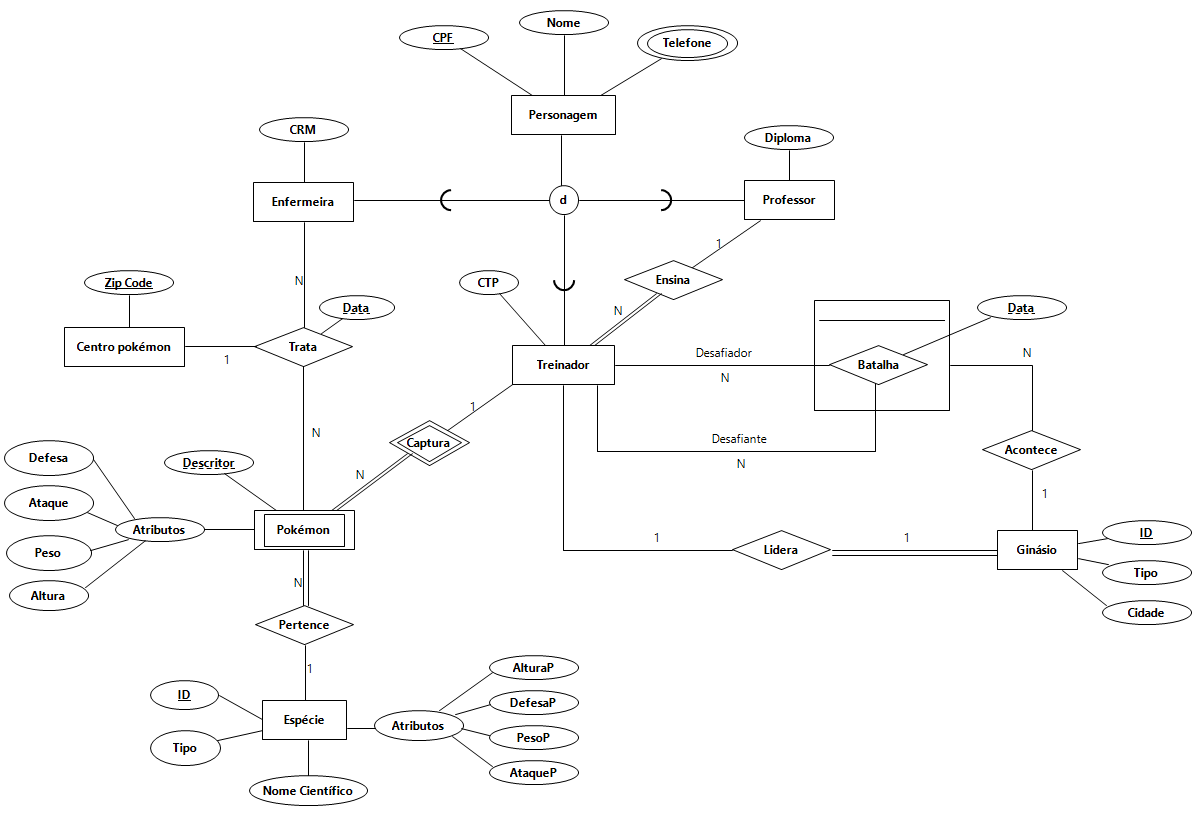 Nome
CPF
Telefone
Personagem
CRM
Diploma
Enfermeira
d
Professor
1
Ensina
N
Zip Code
N
CTP
Data
N
Data
Centro pokémon
1
Trata
Treinador
Desafiador
N
Batalha
N
1
Captura
Desafiante
N
Acontece
Defesa
Descritor
N
1
Ataque
Atributos
Pokémon
Peso
Altura
1
Lidera
1
Ginásio
ID
Tipo
Cidade
N
Pertence
1
AlturaP
ID
DefesaP
Espécie
Atributos
Tipo
PesoP
AtaqueP
Nome Científico